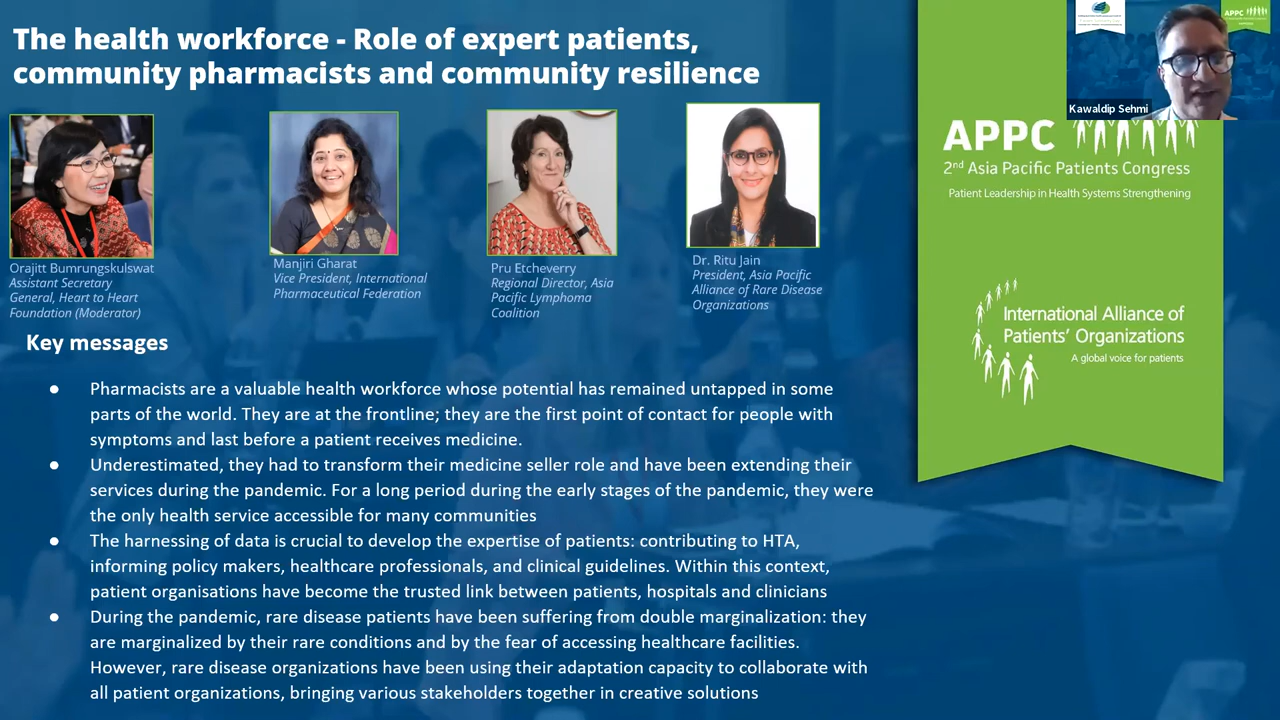 The health workforce - Role of expert patients,
community pharmacists and community resilience
Orajitt Bumrungskulswat
Assistant Secretary
General, Heart to Heart
Foundation (Moderator)
Manjiri Gharat
Vice President, International
Pharmaceutical Federation
Pru Etcheverry
Regional Director, Asia
Pacific Lymphoma
Coalition
Dr. Ritu Jain
President, Asia Pacific
Alliance of Rare Disease
Organizations
Key messages
● Pharmacists are a valuable health workforce whose potential has remained untapped in some
parts of the world. They are at the frontline; they are the first point of contact for people with
symptoms and last before a patient receives medicine.
● Underestimated, they had to transform their medicine seller role and have been extending their
services during the pandemic. For a long period during the early stages of the pandemic, they were
the only health service accessible for many communities
● The harnessing of data is crucial to develop the expertise of patients: contributing to HTA,
informing policy makers, healthcare professionals, and clinical guidelines. Within this context,
patient organisations have become the trusted link between patients, hospitals and clinicians
● During the pandemic, rare disease patients have been suffering from double marginalization: they
are marginalized by their rare conditions and by the fear of accessing healthcare facilities.
However, rare disease organizations have been using their adaptation capacity to collaborate with
all patient organizations, bringing various stakeholders together in creative solutions
APPC
Kawaldip Sehmi
APPC
2nd Asia Pacific Patients Congress
Patient Leadership in Health Systems Strengthening
International Alliance of
Patients' Organizations
A global voice for patients